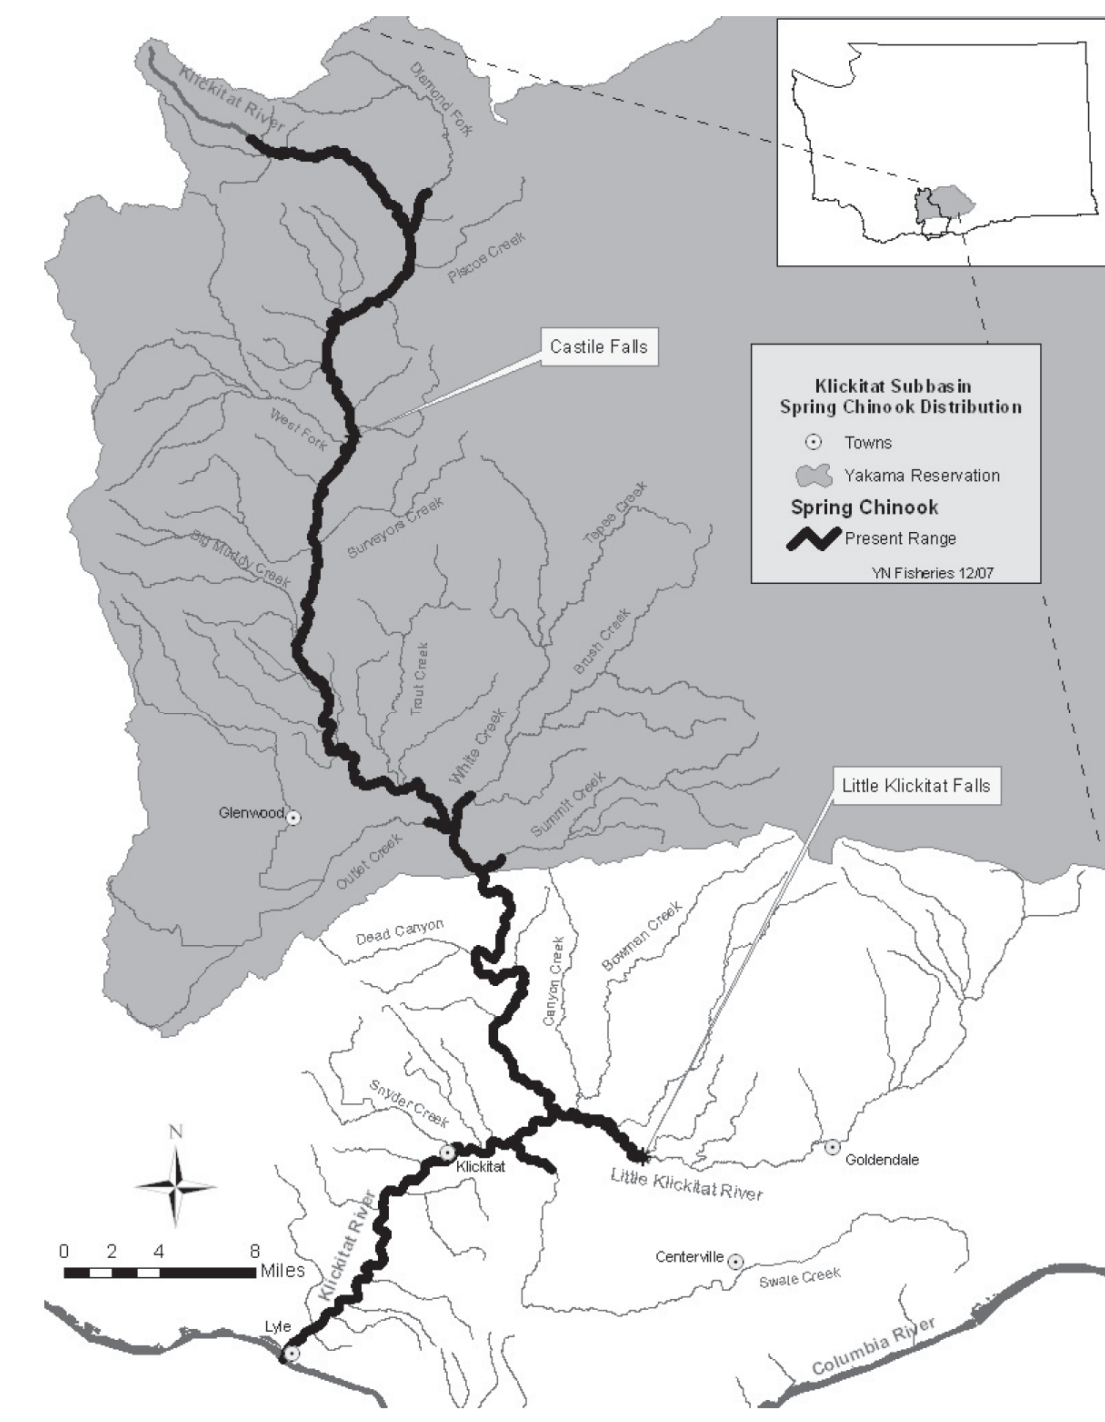 Klickitat River
Diamond Fork
Piscoe Creek
Castile Falls
Klickitat Subbasin
Spring Chinook Distribution
Towns
Yakama Reservation
Spring Chinook
Present Range
YN Fisheries 12/07
West Fork
Surveyors Creek
Tepee Creek
Big Muddy Creek
Brush Creek
Trout Creek
White Creek
Little Klickitat Falls
Summit Creek
Glenwood
Outlet Creek
Dead Canyon
Bowman Creek
Canyon Creek
Snyder Creek
N
Klickitat
Goldendale
Little Klickitat River
Klickitat River
0 2 4 8
Miles
Centerville
Swale Creek
Lyle
Columbia River